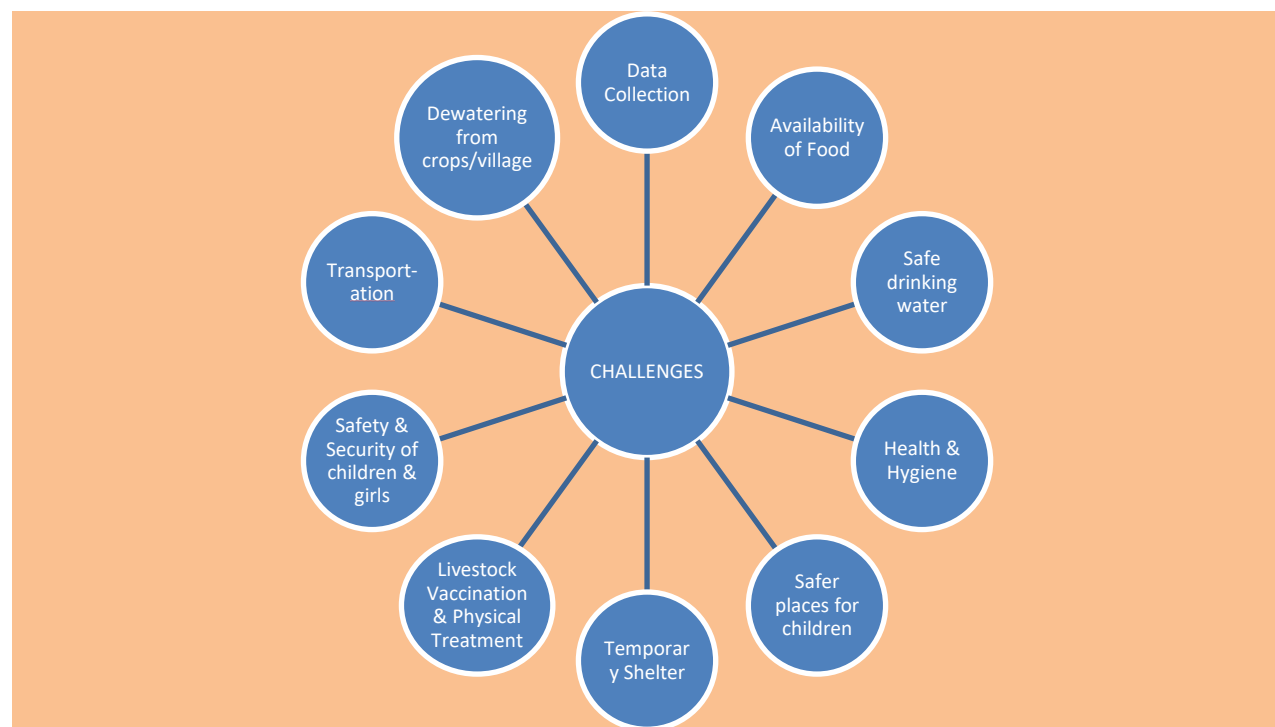 Data
Collection
Availability
of Food
Safe
drinking
water
Health &
Hygiene
Safer
places for
children
Temporar
y Shelter
Livestock
Vaccination
& Physical
Treatment
Safety &
Security of
children &
girls
Transport-
ation
Dewatering
from
crops/village
CHALLENGES